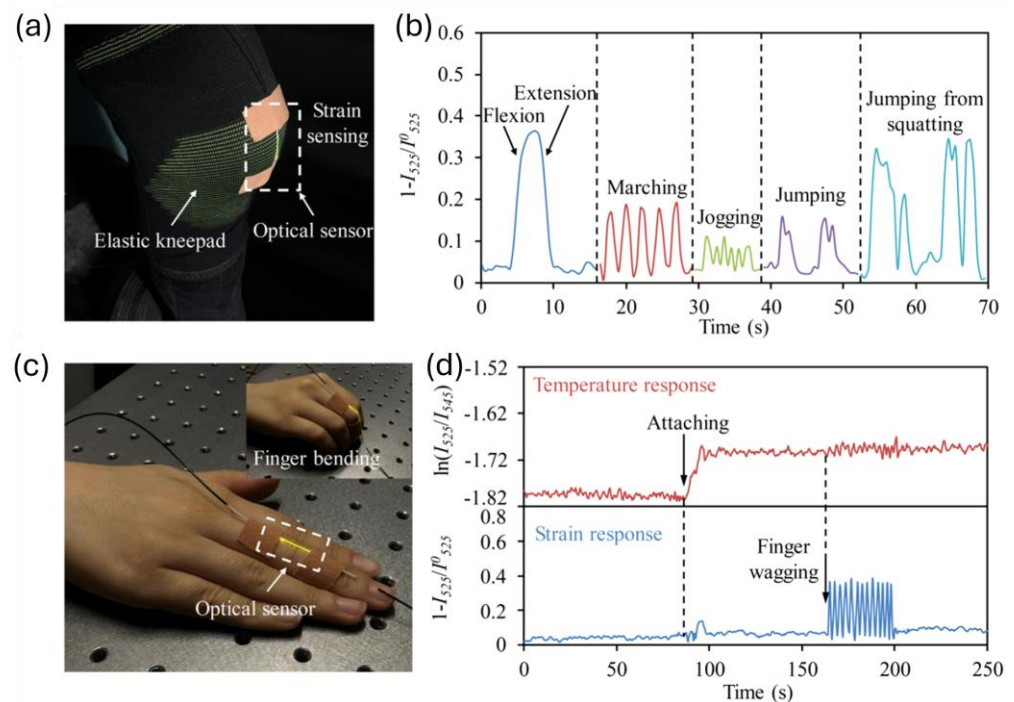 (a)
Strain
sensing
Elastic kneepad
Optical sensor
(b)
1-I525/I⁰525
0.6
0.5
0.4
0.3
0.2
0.1
0
Flexion
Extension
Marching
Jogging
Jumping
Jumping from
squatting
0 10 20 30 40 50 60 70
Time (s)
(c)
Finger bending
Optical sensor
(d)
ln(I525/I545)
-1.52
-1.62
-1.72
-1.82
Temperature response
Attaching
1-I525/I⁰525
0.8
0.6
0.4
0.2
0
Strain response
Finger
wagging
0 50 100 150 200 250
Time (s)